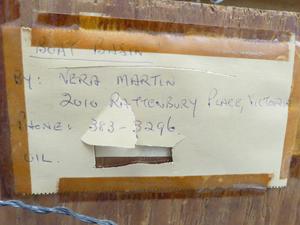 BOAT BASIN
BY: VERA MARTIN
2010 RATTENBURY PLACE, VICTORIA
PHONE: 383-3296
OIL.